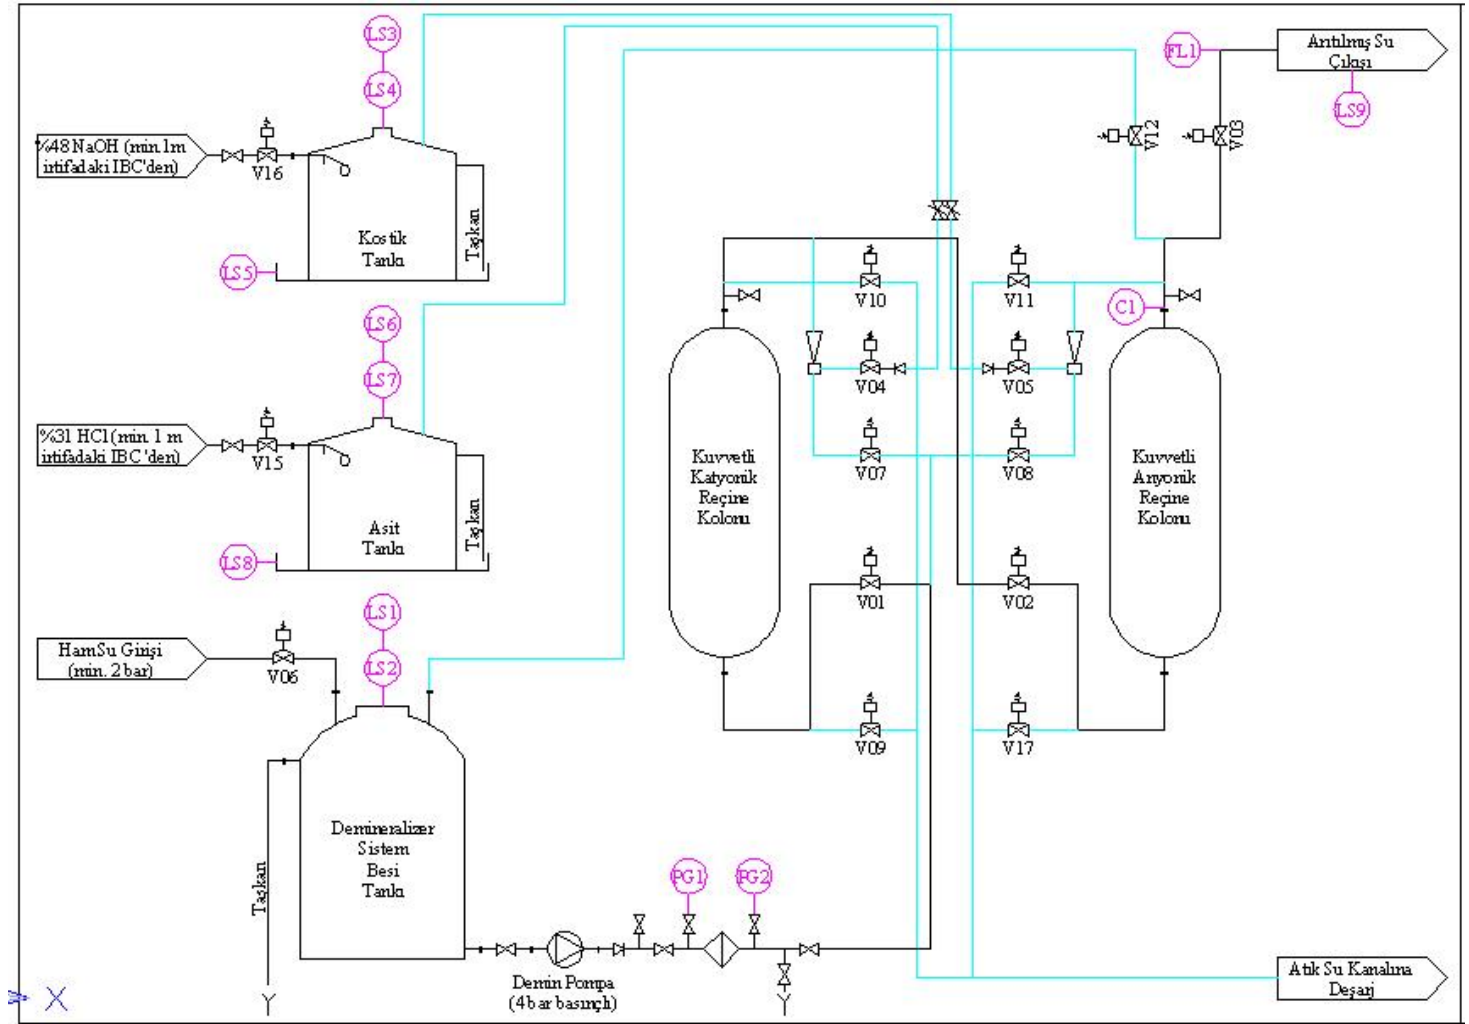 LS3
LS4
%48 NaOH (min.1m
irtifadaki IBC'den)
V16
Kostik
Tankı
Taşkan
LS5
LS6
LS7
%31 HCl (min. 1 m
irtifadaki IBC'den)
V15
Asit
Tankı
Taşkan
LS8
LS1
LS2
HamSu Girişi
(min. 2 bar)
V06
Demineralizer
Sistem
Besi
Tankı
Taşkan
Y
X
Demin Pompa
(4 bar basınçlı)
PG1
PG2
Y
FL1
Arıtılmış Su
Çıkışı
LS9
V12
V03
V10
V11
C1
V04
V05
V07
V08
Kuvvetli
Katyonik
Reçine
Kolonu
Kuvvetli
Anyonik
Reçine
Kolonu
V01
V02
V09
V17
Atık Su Kanalına
Deşarj